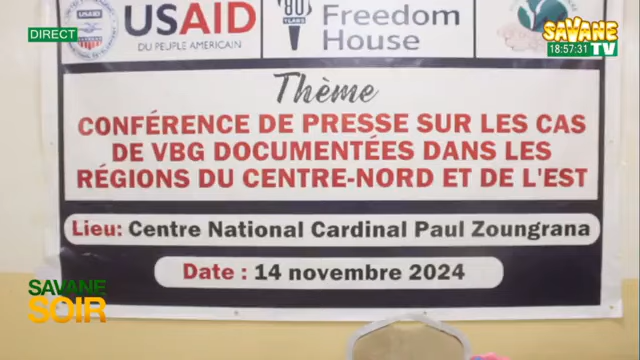 DIRECT
SAVANE
18:57:31 TV
USAID
DU PEUPLE AMERICAIN
Freedom
House
Thème
CONFÉRENCE DE PRESSE SUR LES CAS
DE VBG DOCUMENTÉES DANS LES
RÉGIONS DU CENTRE-NORD ET DE L'EST
Lieu: Centre National Cardinal Paul Zoungrana
Date : 14 novembre 2024
SAVANE
SOIR